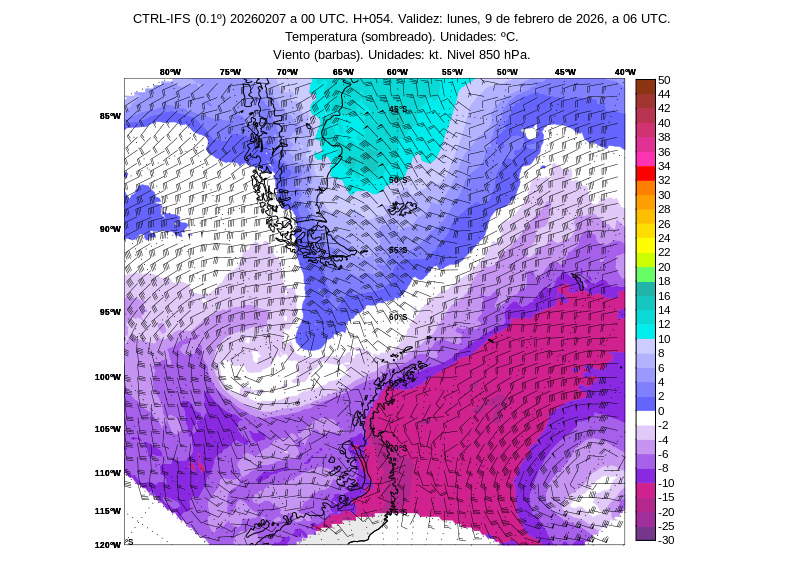 CTRL-IFS (0.1º) 20260207 a 00 UTC. H+054. Validez: lunes, 9 de febrero de 2026, a 06 UTC.
Temperatura (sombreado). Unidades: ºC.
Viento (barbas). Unidades: kt. Nivel 850 hPa.
80°W 75°W 70°W 65°W 60°W 55°W 50°W 45°W 40°W
85°W
90°W
95°W
100°W
105°W
110°W
115°W
120°W
45°S
50°S
55°S
60°S
65°S
70°S
75°S
°S
50
44
42
40
38
36
34
32
30
28
26
24
22
20
18
16
14
12
10
8
6
4
2
0
-2
-4
-6
-8
-10
-15
-20
-25
-30